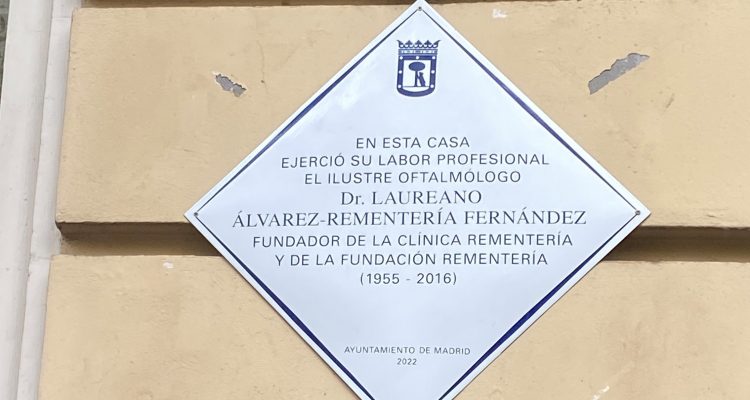 EN ESTA CASA
EJERCIÓ SU LABOR PROFESIONAL
EL ILUSTRE OFTALMÓLOGO
Dr. LAUREANO
ÁLVAREZ-REMENTERÍA FERNÁNDEZ
FUNDADOR DE LA CLÍNICA REMENTERÍA
Y DE LA FUNDACIÓN REMENTERÍA
(1955 - 2016)
AYUNTAMIENTO DE MADRID
2022